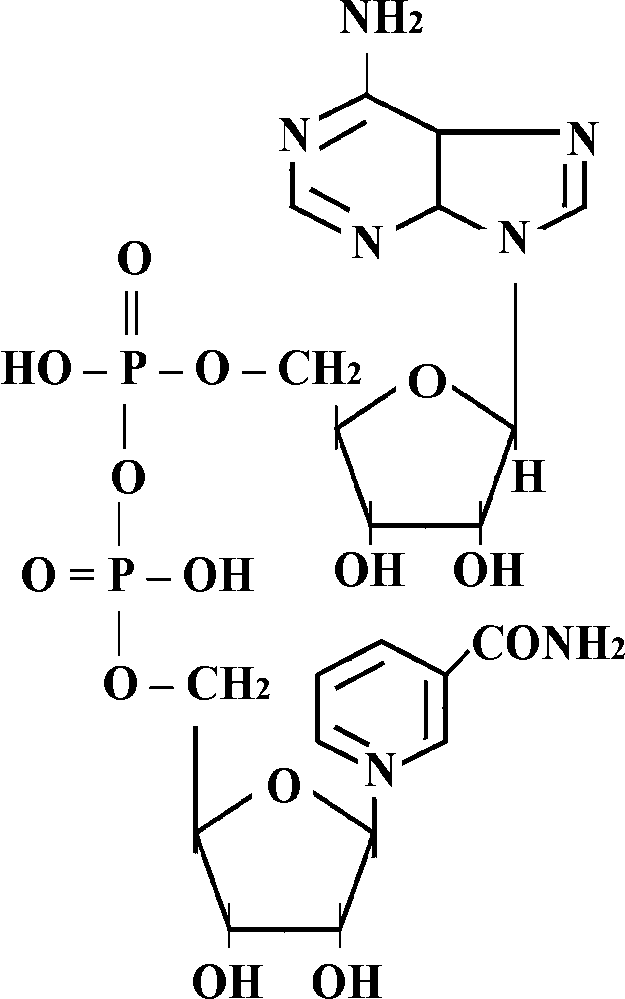 NH2
N
N
N
N
O
HO – P – O – CH2
O
H
O
OH
OH
O = P – OH
CONH2
O – CH2
N
O
OH
OH